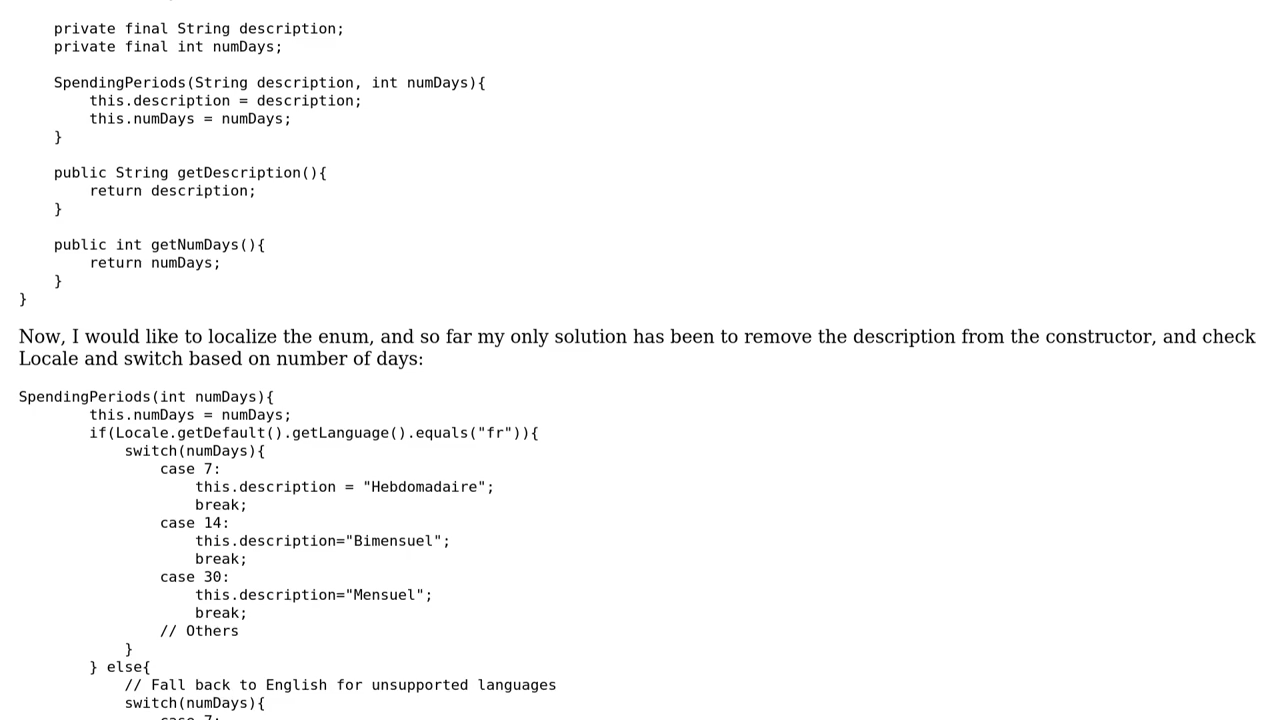 private final String description;
    private final int numDays;

    SpendingPeriods(String description, int numDays){
        this.description = description;
        this.numDays = numDays;
    }

    public String getDescription(){
        return description;
    }

    public int getNumDays(){
        return numDays;
    }
}
Now, I would like to localize the enum, and so far my only solution has been to remove the description from the constructor, and check
Locale and switch based on number of days:
SpendingPeriods(int numDays){
        this.numDays = numDays;
        if(Locale.getDefault().getLanguage().equals("fr")){
            switch(numDays){
                case 7:
                    this.description = "Hebdomadaire";
                    break;
                case 14:
                    this.description="Bimensuel";
                    break;
                case 30:
                    this.description="Mensuel";
                    break;
                // Others
            }
        } else{
            // Fall back to English for unsupported languages
            switch(numDays){
                case 7: